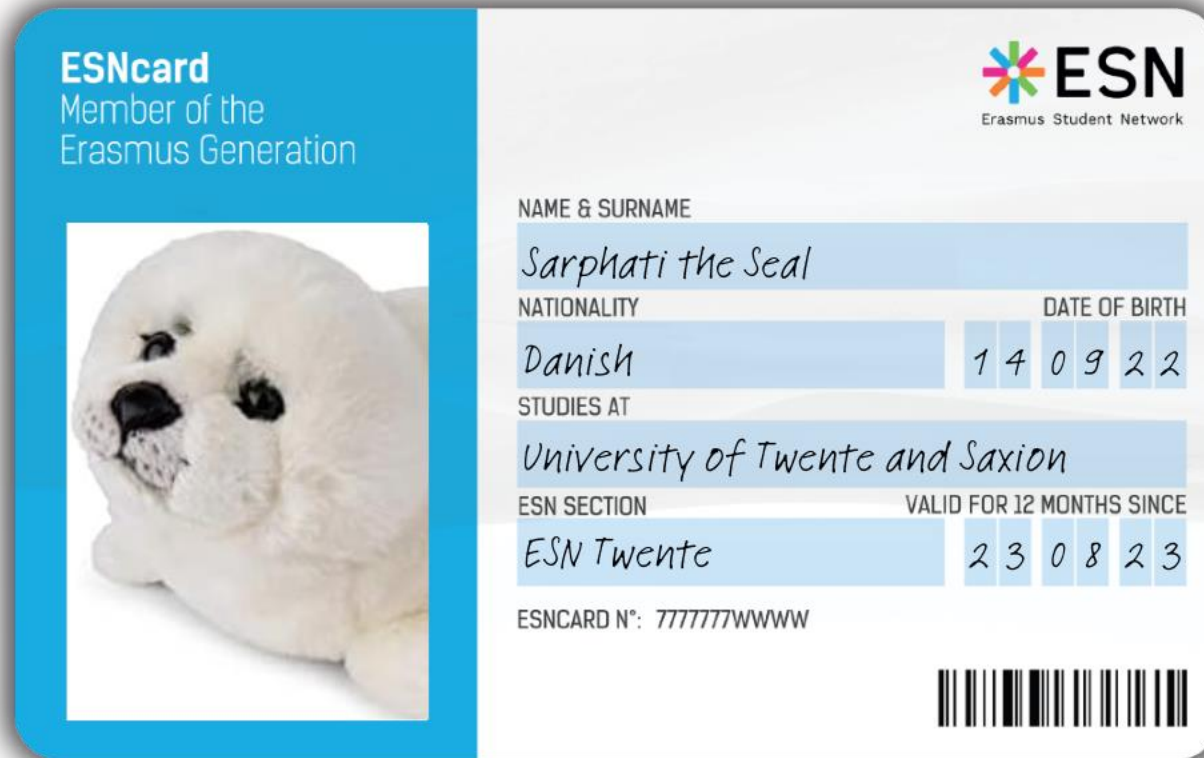 ESNcard
Member of the
Erasmus Generation
ESN
Erasmus Student Network
NAME & SURNAME
Sarphati the Seal
NATIONALITY DATE OF BIRTH
Danish 1 4 0 9 2 2
STUDIES AT
University of Twente and Saxion
ESN SECTION VALID FOR 12 MONTHS SINCE
ESN Twente 2 3 0 8 2 3
ESNCARD N°: 7777777WWWW